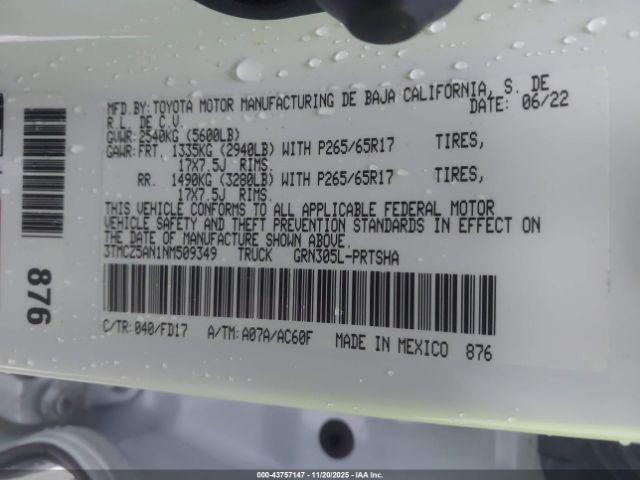 MFD.BY:TOYOTA MOTOR MANUFACTURING DE BAJA CALIFORNIA, S. DE
R L. DE C.V. DATE: 06/22
GVWR: 2540KG (5600LB)
GAWR: FRT 1335KG (2940LB) WITH P265/65R17 TIRES,
17X7.5J RIMS.
RR. 1490KG (3280LB) WITH P265/65R17 TIRES,
17X7.5J RIMS.
THIS VEHICLE CONFORMS TO ALL APPLICABLE FEDERAL MOTOR
VEHICLE SAFETY AND THEFT PREVENTION STANDARDS IN EFFECT ON
THE DATE OF MANUFACTURE SHOWN ABOVE.
3TMCZ5AN1NM509349 TRUCK GRN305L-PRTSHA
C/TR: 040/FD17 A/TM: A07A/AC60F MADE IN MEXICO 876
876
000-43757147 - 11/20/2025 - Copart, Inc.